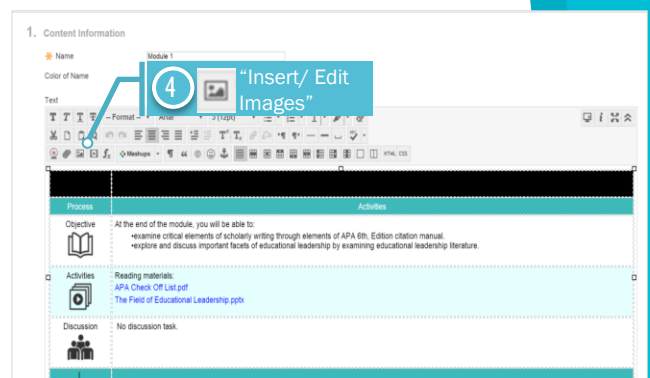 1. Content Information
Name
Module 1
Color of Name
4 "Insert/ Edit Images"
Text
T T T T -- Format -- Arial 3 (12pt)
Mashups
HTML CSS
Process Activities
Objective At the end of the module, you will be able to:
•examine critical elements of scholarly writing through elements of APA 6th, Edition citation manual.
•explore and discuss important facets of educational leadership by examining educational leadership literature.
Activities Reading materials:
APA Check Off List.pdf
The Field of Educational Leadership.pptx
Discussion No discussion task.